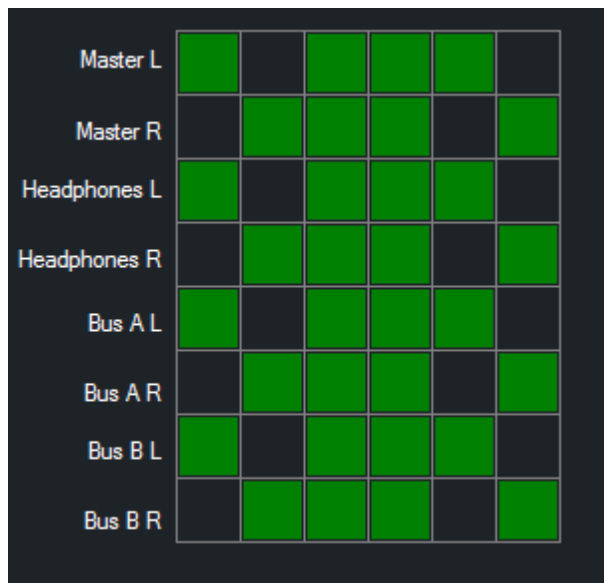 Master L
Master R
Headphones L
Headphones R
Bus A L
Bus A R
Bus B L
Bus B R